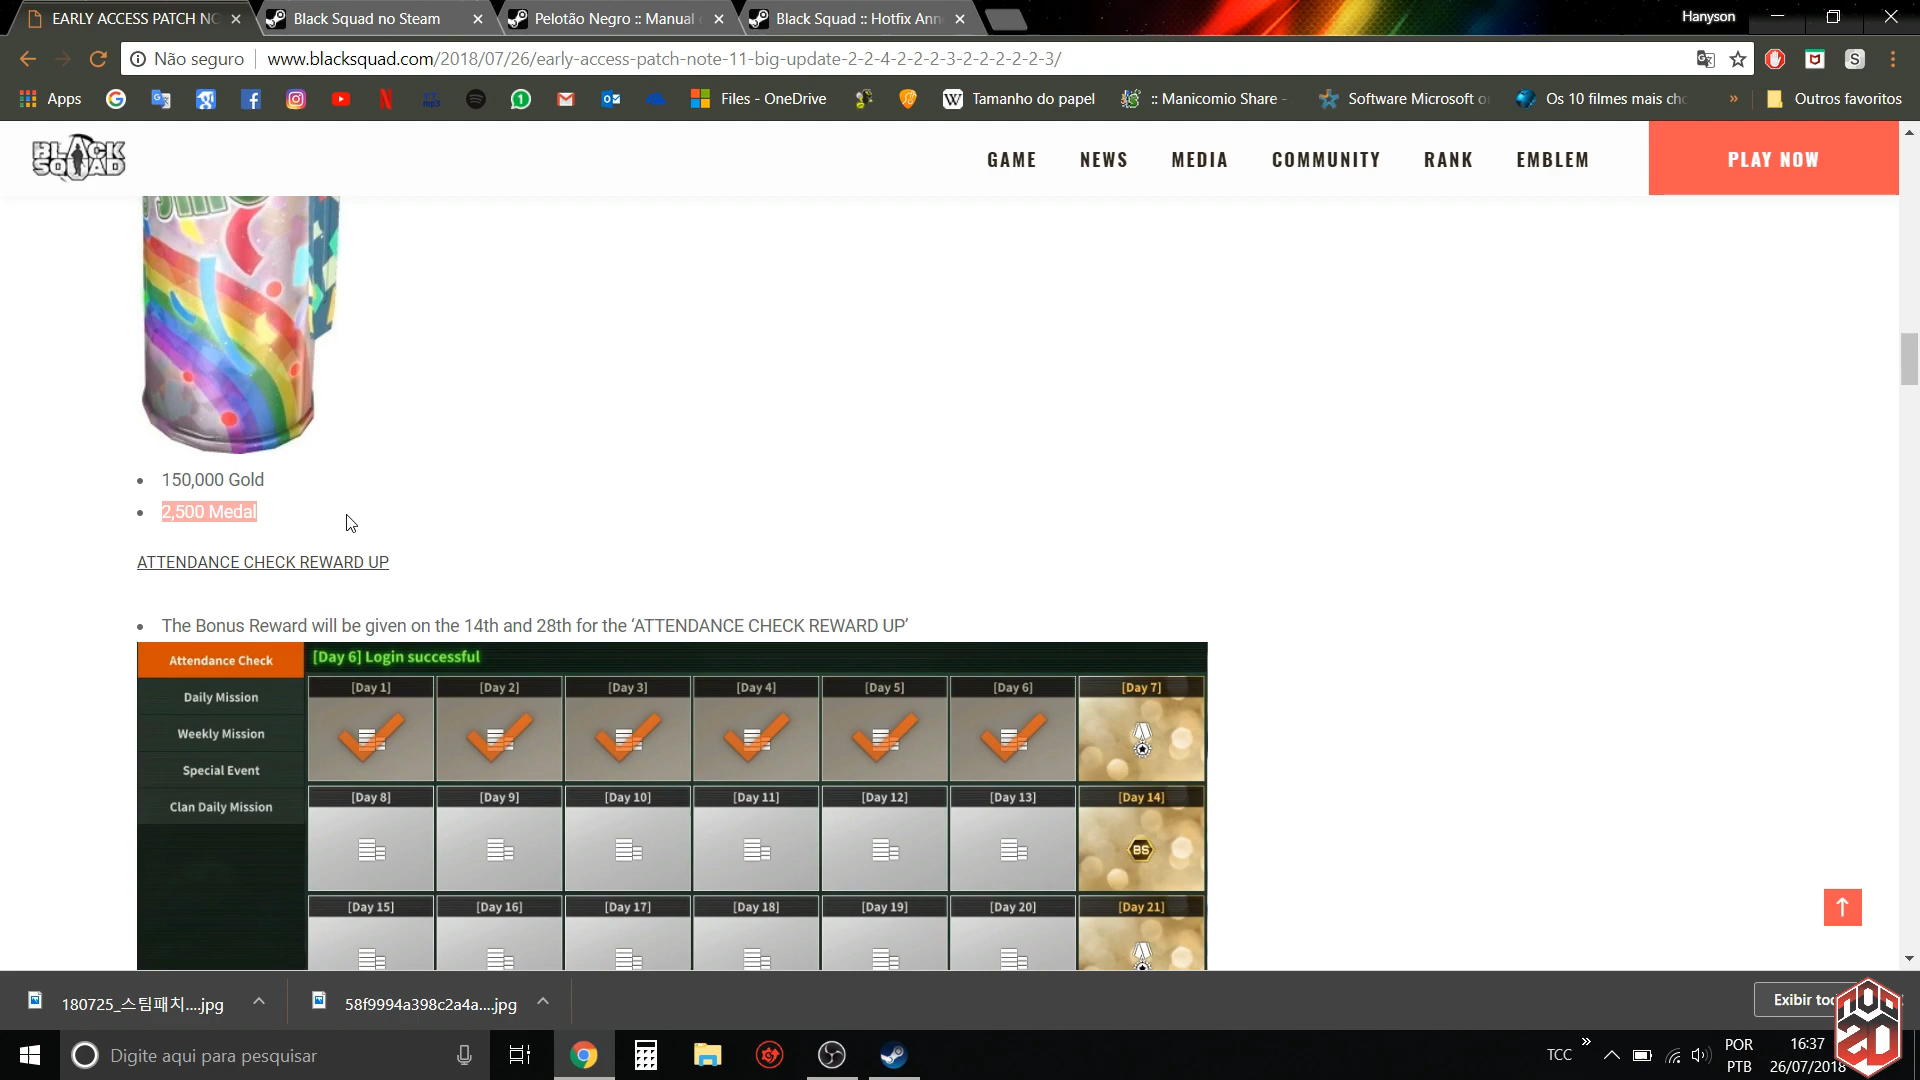 EARLY ACCESS PATCH NO
Black Squad no Steam
Pelotão Negro :: Manual
Black Squad :: Hotfix Ann
Hanyson
Não seguro
www.blacksquad.com/2018/07/26/early-access-patch-note-11-big-update-2-2-4-2-2-2-3-2-2-2-2-2-3/
Apps
Files - OneDrive
Tamanho do papel
:: Manicomio Share -
Software Microsoft o
Os 10 filmes mais ch
»
Outros favoritos
BLACK SQUAD
GAME
NEWS
MEDIA
COMMUNITY
RANK
EMBLEM
PLAY NOW
150,000 Gold
2,500 Medal
ATTENDANCE CHECK REWARD UP
The Bonus Reward will be given on the 14th and 28th for the ‘ATTENDANCE CHECK REWARD UP’
Attendance Check
[Day 6] Login successful
Daily Mission
Weekly Mission
Special Event
Clan Daily Mission
[Day 1]
[Day 2]
[Day 3]
[Day 4]
[Day 5]
[Day 6]
[Day 7]
[Day 8]
[Day 9]
[Day 10]
[Day 11]
[Day 12]
[Day 13]
[Day 14]
BS
[Day 15]
[Day 16]
[Day 17]
[Day 18]
[Day 19]
[Day 20]
[Day 21]
180725_스팀패치....jpg
58f9994a398c2a4a....jpg
Exibir to
Digite aqui para pesquisar
TCC
POR
PTB
16:37
26/07/2018